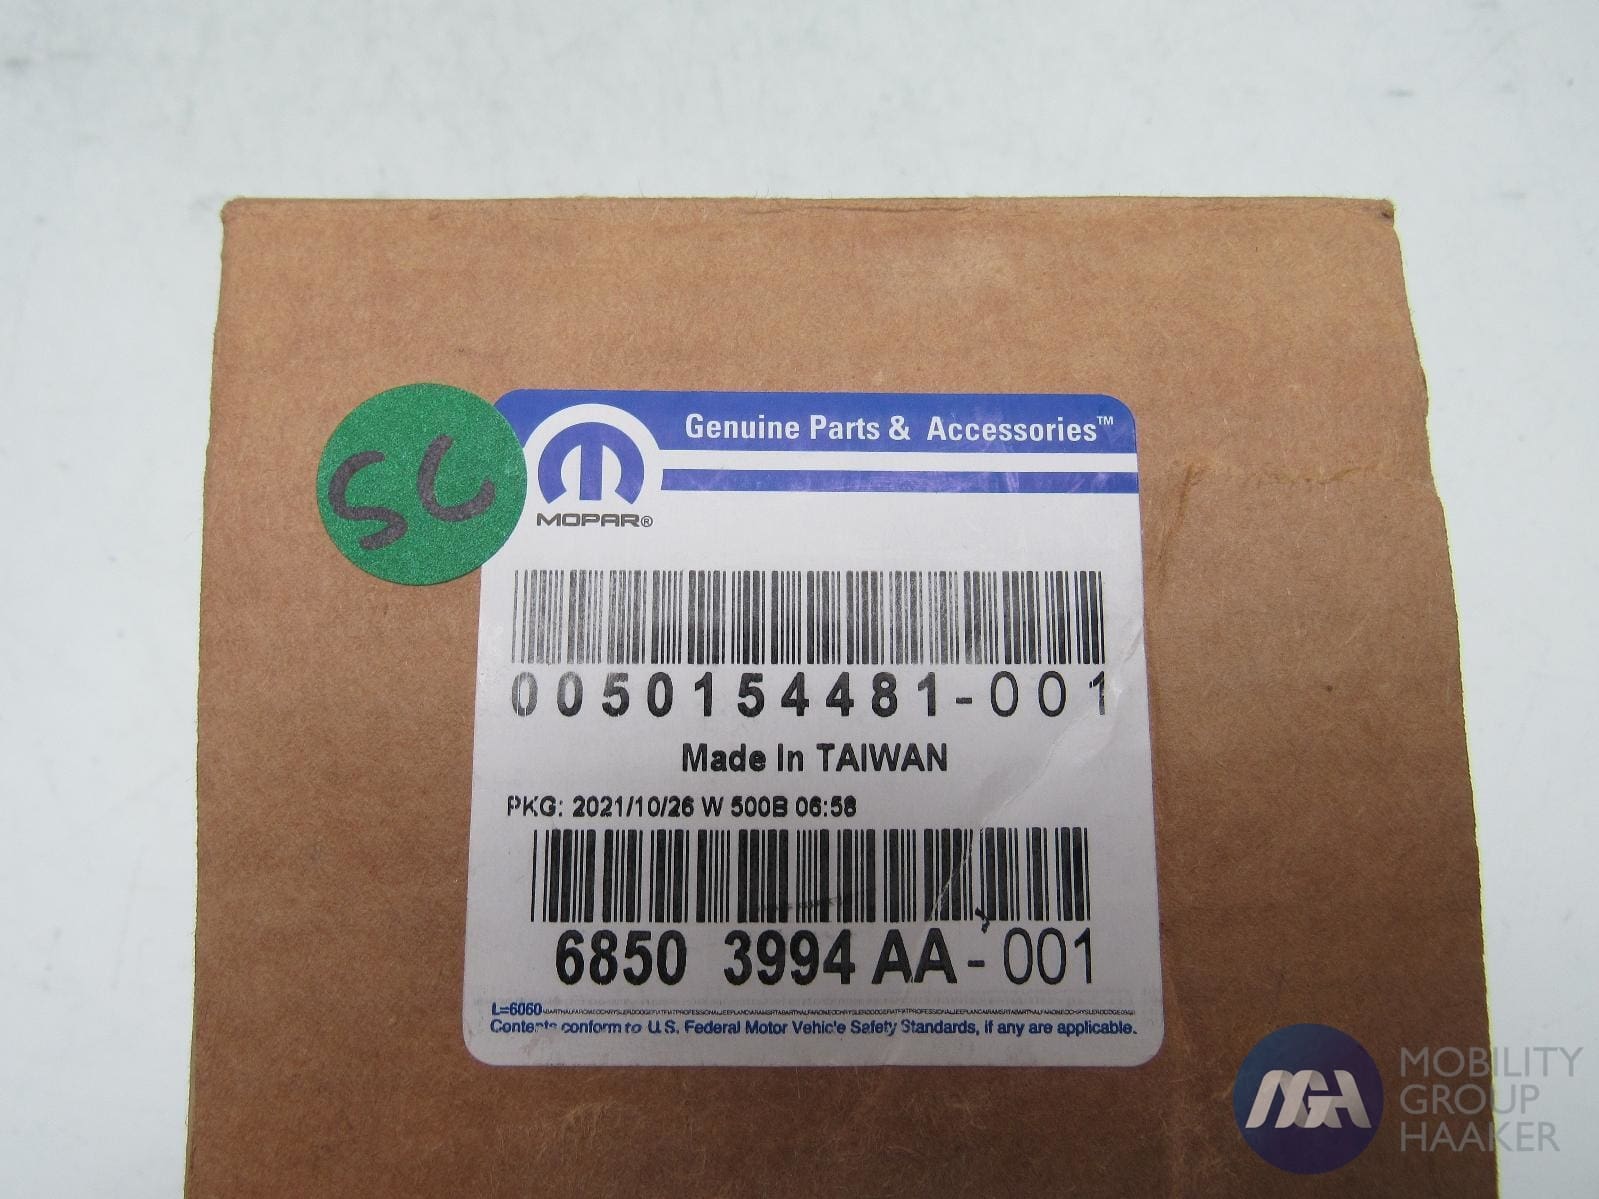 Genuine Parts & Accessories™
SC
MOPAR®
0050154481-001
Made In TAIWAN
PKG: 2021/10/26 W 500B 06:58
6850 3994 AA - 001
L=6060
Contents conform to U.S. Federal Motor Vehicle Safety Standards, if any are applicable.
MGH
MOBILITY
GROUP
HAAKER